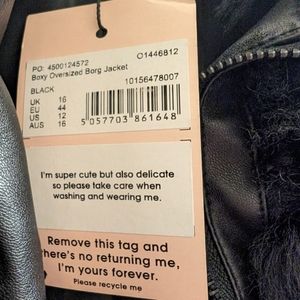 PO: 4500124572 O1446812
Boxy Oversized Borg Jacket
BLACK 10156478007
UK 16
EU 44
US 12
AUS 16
5 057703 861648
I'm super cute but also delicate
so please take care when
washing and wearing me.
Remove this tag and
there's no returning me,
I'm yours forever.
Please recycle me